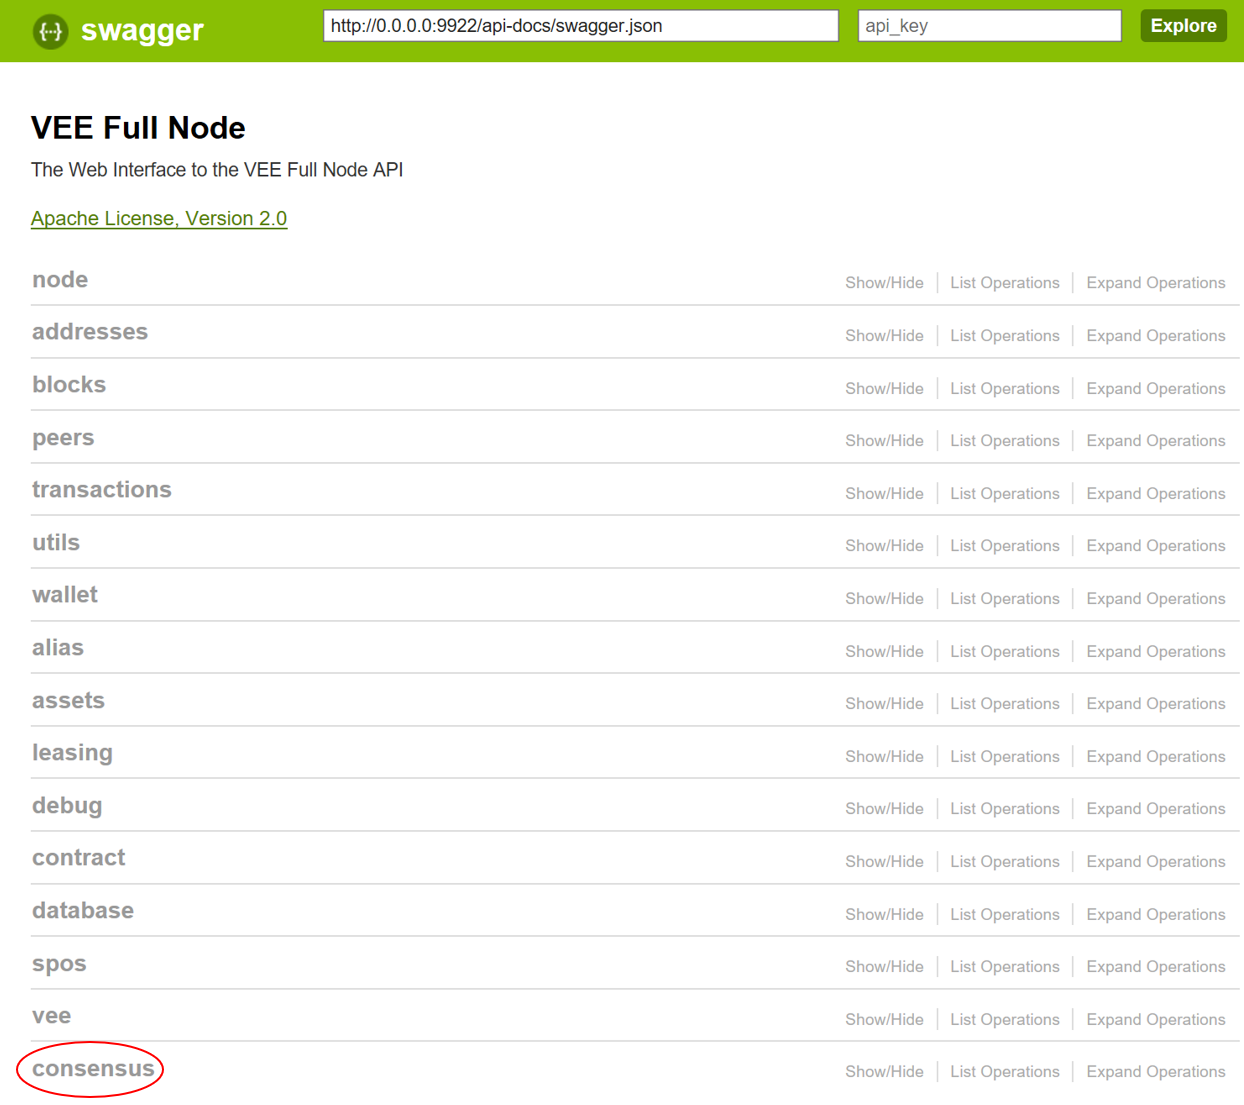 {···} swagger http://0.0.0.0:9922/api-docs/swagger.json api_key Explore
VEE Full Node
The Web Interface to the VEE Full Node API
Apache License, Version 2.0
node Show/Hide List Operations Expand Operations
addresses Show/Hide List Operations Expand Operations
blocks Show/Hide List Operations Expand Operations
peers Show/Hide List Operations Expand Operations
transactions Show/Hide List Operations Expand Operations
utils Show/Hide List Operations Expand Operations
wallet Show/Hide List Operations Expand Operations
alias Show/Hide List Operations Expand Operations
assets Show/Hide List Operations Expand Operations
leasing Show/Hide List Operations Expand Operations
debug Show/Hide List Operations Expand Operations
contract Show/Hide List Operations Expand Operations
database Show/Hide List Operations Expand Operations
spos Show/Hide List Operations Expand Operations
vee Show/Hide List Operations Expand Operations
consensus Show/Hide List Operations Expand Operations